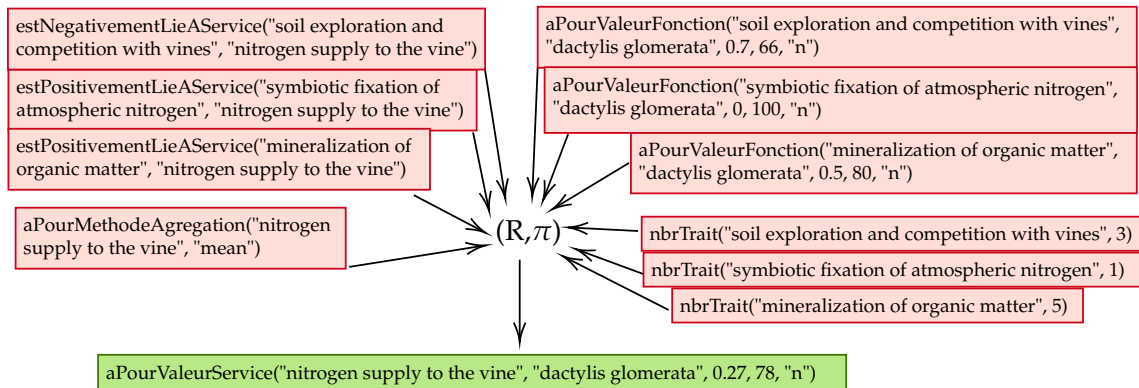 estNegativementLieAService("soil exploration and
competition with vines", "nitrogen supply to the vine")
estPositivementLieAService("symbiotic fixation of
atmospheric nitrogen", "nitrogen supply to the vine")
estPositivementLieAService("mineralization of
organic matter", "nitrogen supply to the vine")
aPourMethodeAgregation("nitrogen
supply to the vine", "mean")
aPourValeurFonction("soil exploration and competition with vines",
"dactylis glomerata", 0.7, 66, "n")
aPourValeurFonction("symbiotic fixation of atmospheric nitrogen",
"dactylis glomerata", 0, 100, "n")
aPourValeurFonction("mineralization of organic matter",
"dactylis glomerata", 0.5, 80, "n")
(R,π)
nbrTrait("soil exploration and competition with vines", 3)
nbrTrait("symbiotic fixation of atmospheric nitrogen", 1)
nbrTrait("mineralization of organic matter", 5)
aPourValeurService("nitrogen supply to the vine", "dactylis glomerata", 0.27, 78, "n")